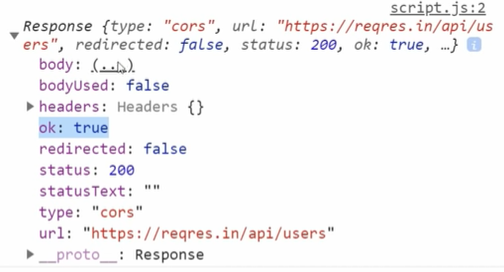 script.js:2
Response {type: "cors", url: "https://reqres.in/api/us
ers", redirected: false, status: 200, ok: true, …} i
body: (...)
bodyUsed: false
headers: Headers {}
ok: true
redirected: false
status: 200
statusText: ""
type: "cors"
url: "https://reqres.in/api/users"
__proto__: Response